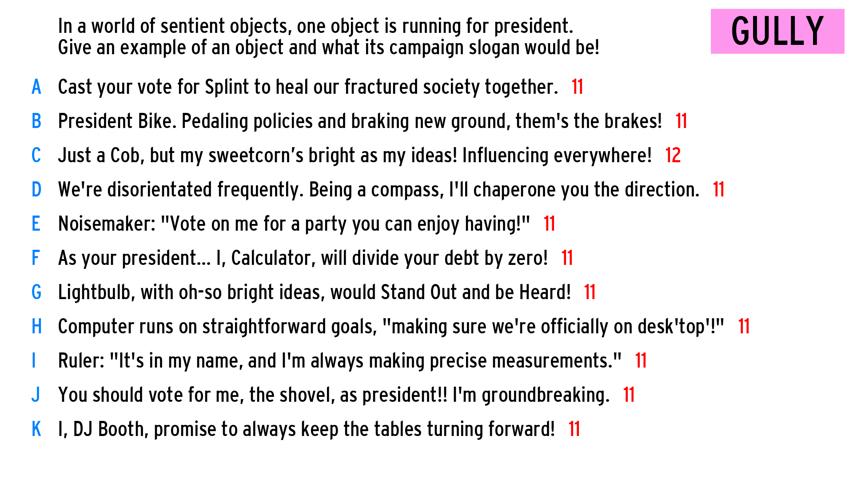 In a world of sentient objects, one object is running for president.
Give an example of an object and what its campaign slogan would be!
GULLY
A Cast your vote for Splint to heal our fractured society together. 11
B President Bike. Pedaling policies and braking new ground, them's the brakes! 11
C Just a Cob, but my sweetcorn’s bright as my ideas! Influencing everywhere! 12
D We're disorientated frequently. Being a compass, I'll chaperone you the direction. 11
E Noisemaker: "Vote on me for a party you can enjoy having!" 11
F As your president... I, Calculator, will divide your debt by zero! 11
G Lightbulb, with oh-so bright ideas, would Stand Out and be Heard! 11
H Computer runs on straightforward goals, "making sure we're officially on desk'top'!" 11
I Ruler: "It's in my name, and I'm always making precise measurements." 11
J You should vote for me, the shovel, as president!! I'm groundbreaking. 11
K I, DJ Booth, promise to always keep the tables turning forward! 11